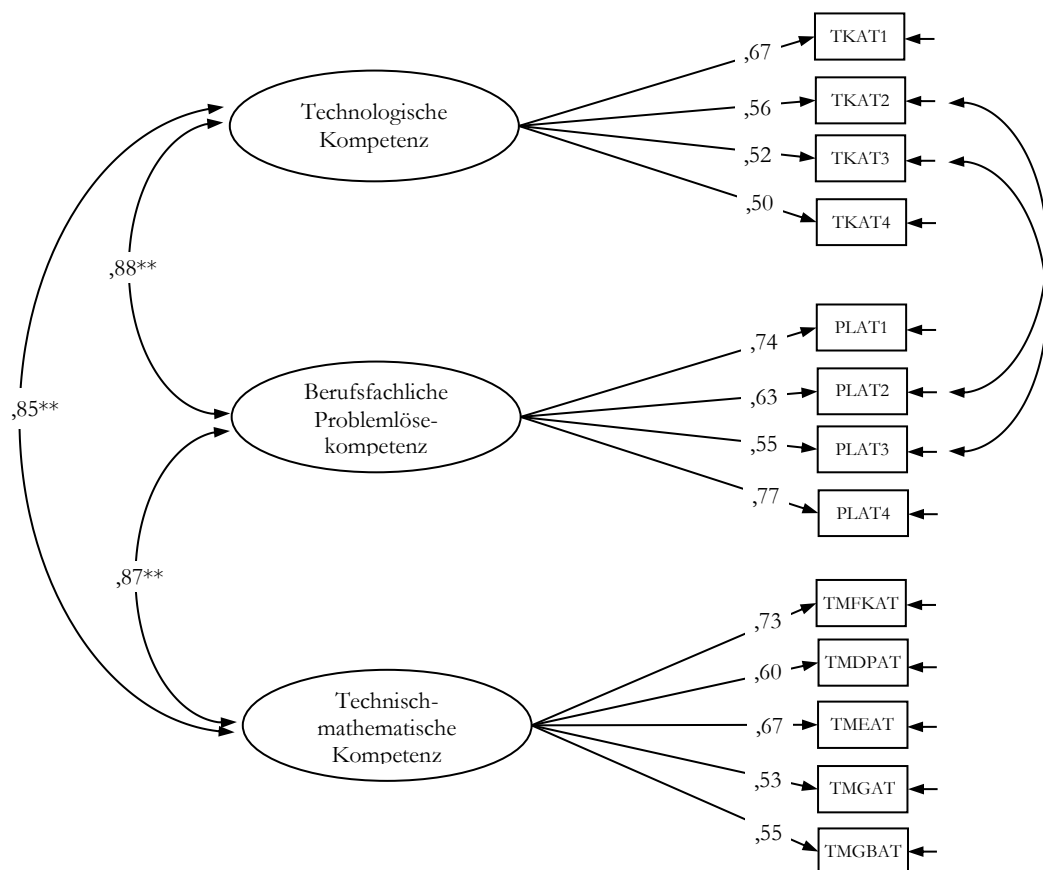 TKAT1
,67
TKAT2
,56
Technologische
Kompetenz
,52
TKAT3
,50
TKAT4
,88**
PLAT1
,74
PLAT2
,63
Berufsfachliche
Problemlöse-
kompetenz
,85**
,55
PLAT3
,77
PLAT4
,87**
TMFKAT
,73
TMDPAT
,60
Technisch-
mathematische
Kompetenz
,67
TMEAT
,53
TMGAT
,55
TMGBAT